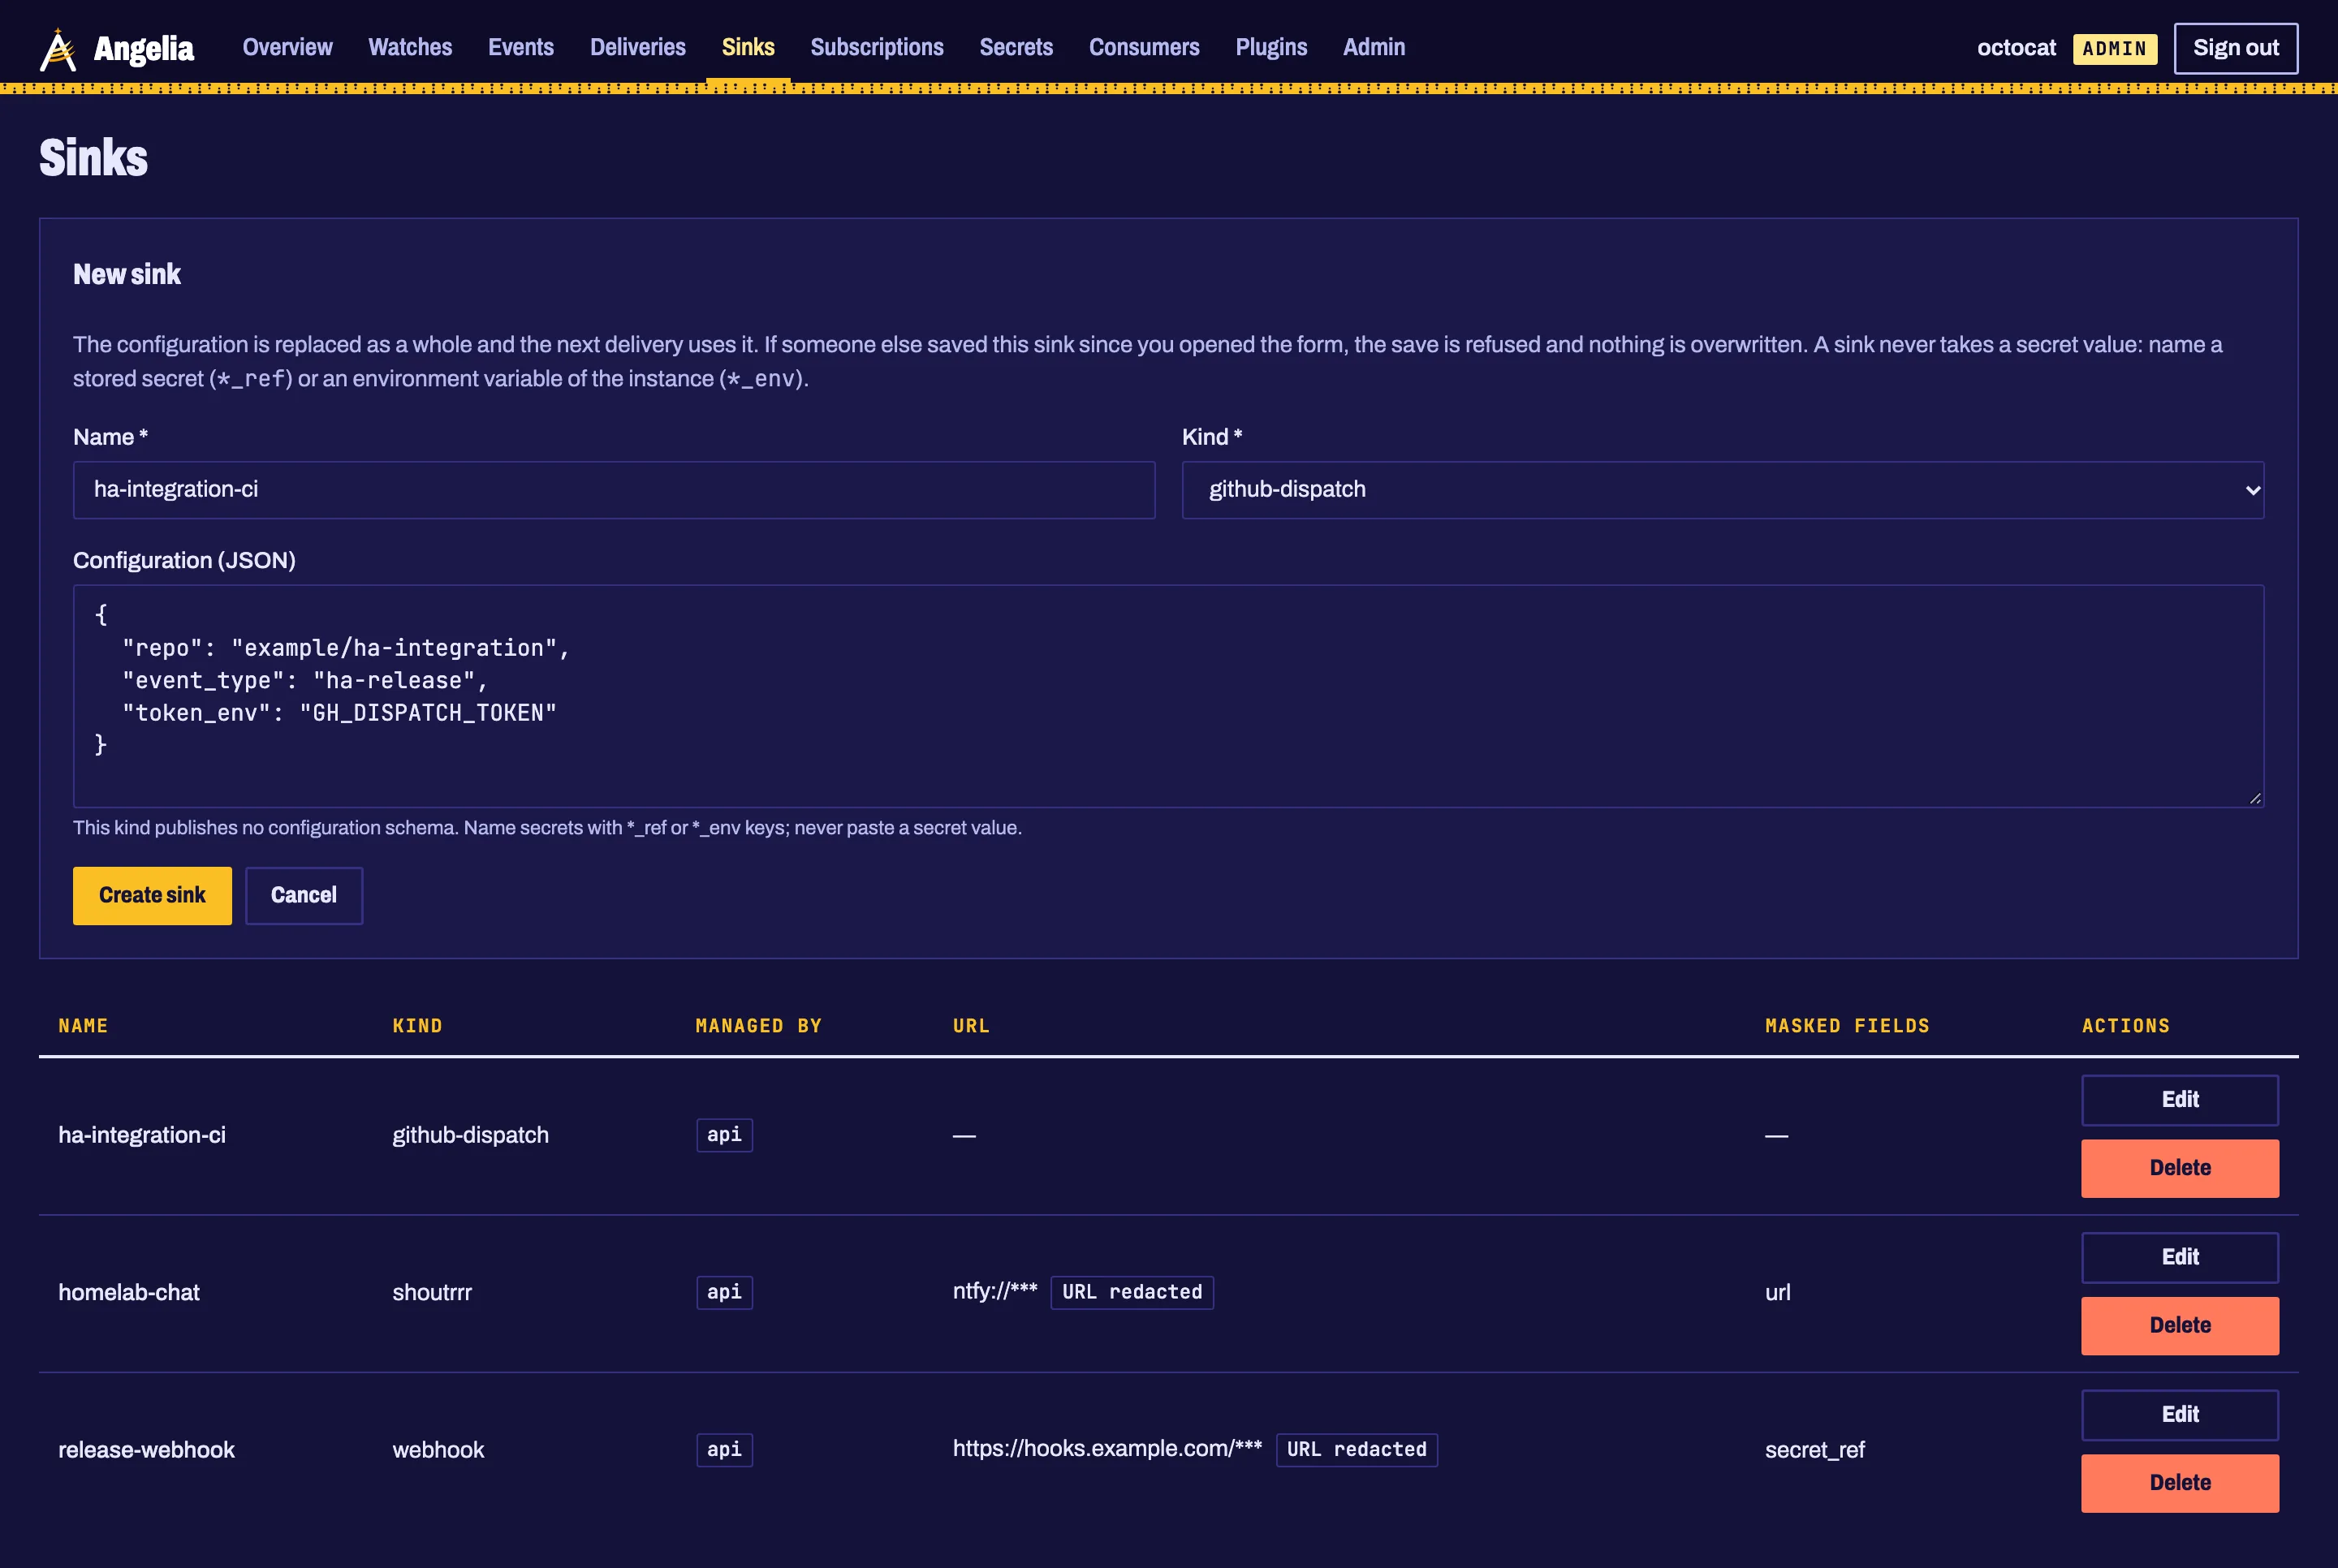 Angelia Overview Watches Events Deliveries Sinks Subscriptions Secrets Consumers Plugins Admin octocat ADMIN Sign out
Sinks
New sink
The configuration is replaced as a whole and the next delivery uses it. If someone else saved this sink since you opened the form, the save is refused and nothing is overwritten. A sink never takes a secret value: name a
stored secret (*_ref) or an environment variable of the instance (*_env).
Name * Kind *
ha-integration-ci github-dispatch
Configuration (JSON)
{
"repo": "example/ha-integration",
"event_type": "ha-release",
"token_env": "GH_DISPATCH_TOKEN"
}
This kind publishes no configuration schema. Name secrets with *_ref or *_env keys; never paste a secret value.
Create sink Cancel
NAME KIND MANAGED BY URL MASKED FIELDS ACTIONS
Edit
ha-integration-ci github-dispatch api — —
Delete
Edit
homelab-chat shoutrrr api ntfy://*** URL redacted url
Delete
Edit
release-webhook webhook api https://hooks.example.com/*** URL redacted secret_ref
Delete